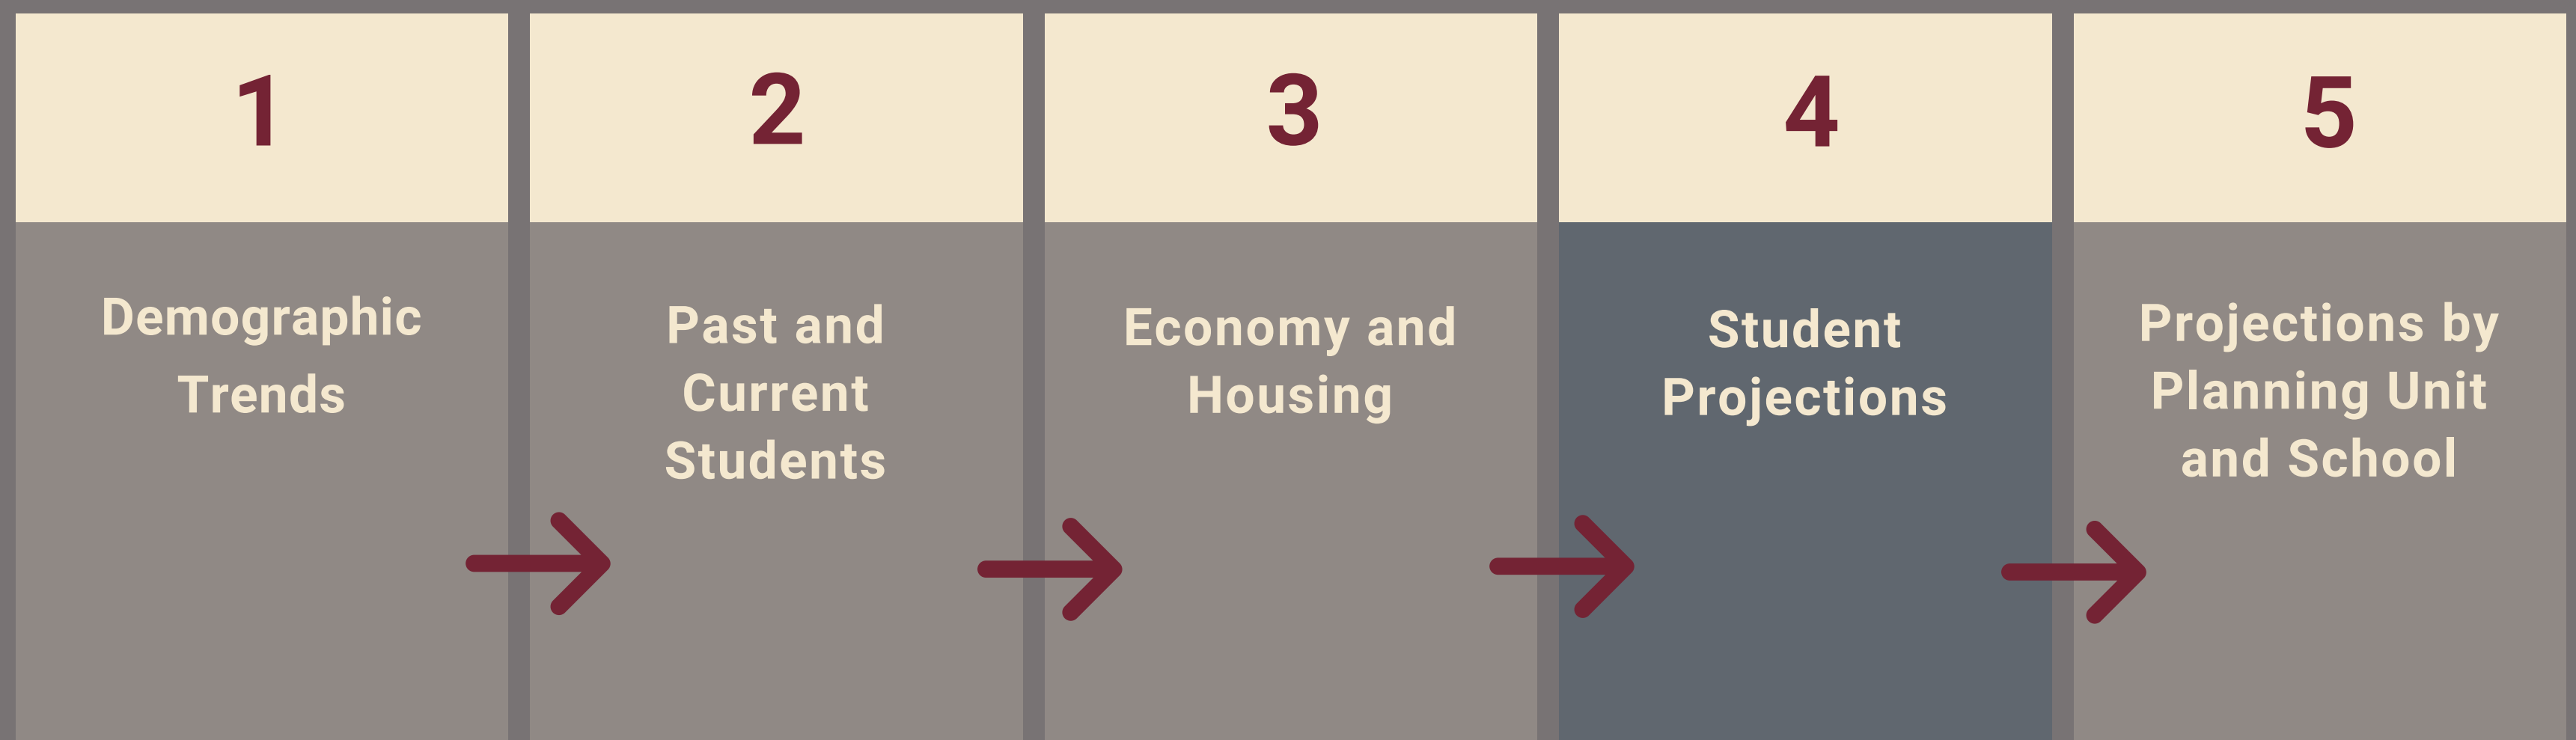 1
Demographic
Trends
2
Past and
Current
Students
3
Economy and
Housing
4
Student
Projections
5
Projections by
Planning Unit
and School